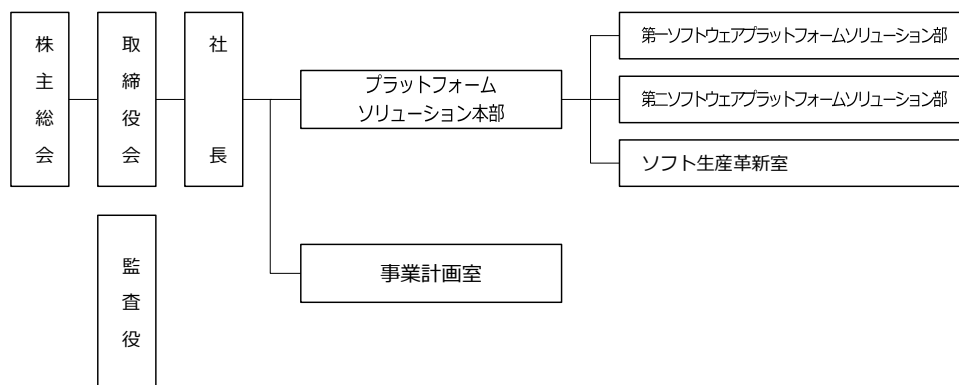 株主総会
取締役会
社長
監査役
プラットフォーム
ソリューション本部
事業計画室
第一ソフトウェアプラットフォームソリューション部
第二ソフトウェアプラットフォームソリューション部
ソフト生産革新室